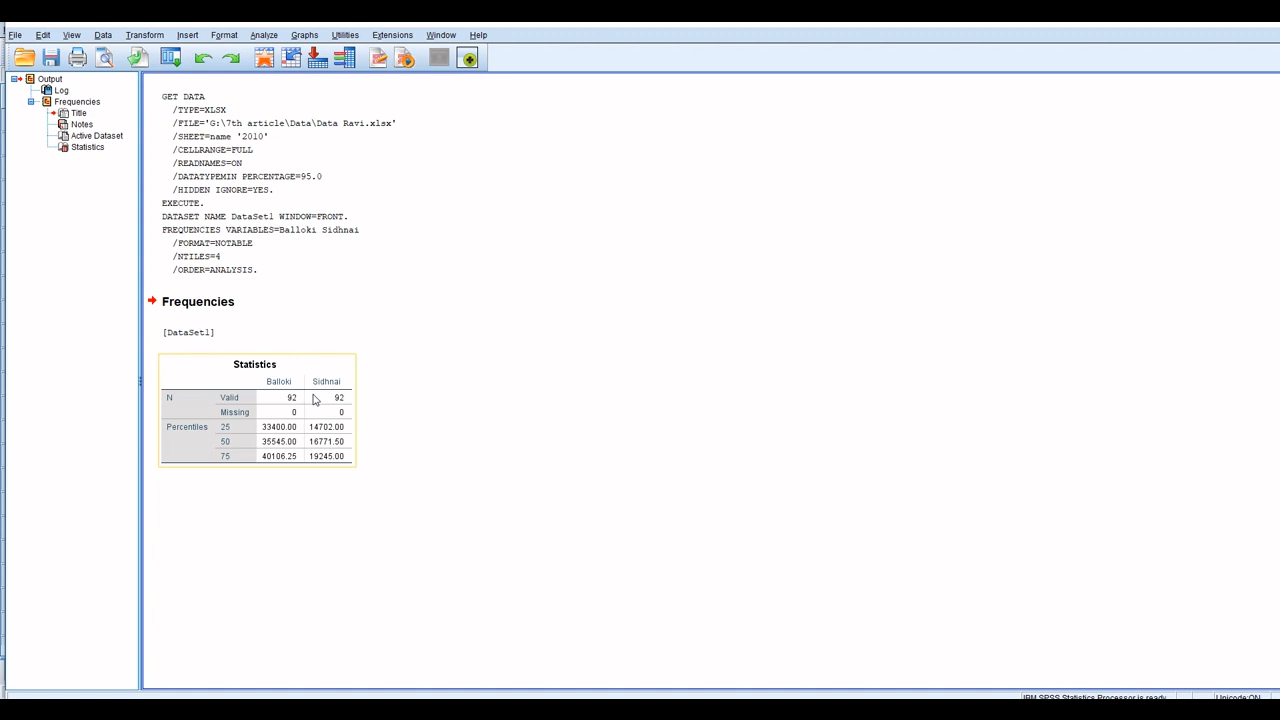 File Edit View Data Transform Insert Format Analyze Graphs Utilities Extensions Window Help
Output
Log
Frequencies
Title
Notes
Active Dataset
Statistics
GET DATA
/TYPE=XLSX
/FILE='G:\7th article\Data\Data Ravi.xlsx'
/SHEET=name '2010'
/CELLRANGE=FULL
/READNAMES=ON
/DATATYPEMIN PERCENTAGE=95.0
/HIDDEN IGNORE=YES.
EXECUTE.
DATASET NAME DataSet1 WINDOW=FRONT.
FREQUENCIES VARIABLES=Balloki Sidhnai
/FORMAT=NOTABLE
/NTILES=4
/ORDER=ANALYSIS.
Frequencies
[DataSet1]
Statistics
Balloki Sidhnai
N Valid 92 92
Missing 0 0
Percentiles 25 33400.00 14702.00
50 35545.00 16771.50
75 40106.25 19245.00
IBM SPSS Statistics Processor is ready Unicode:ON